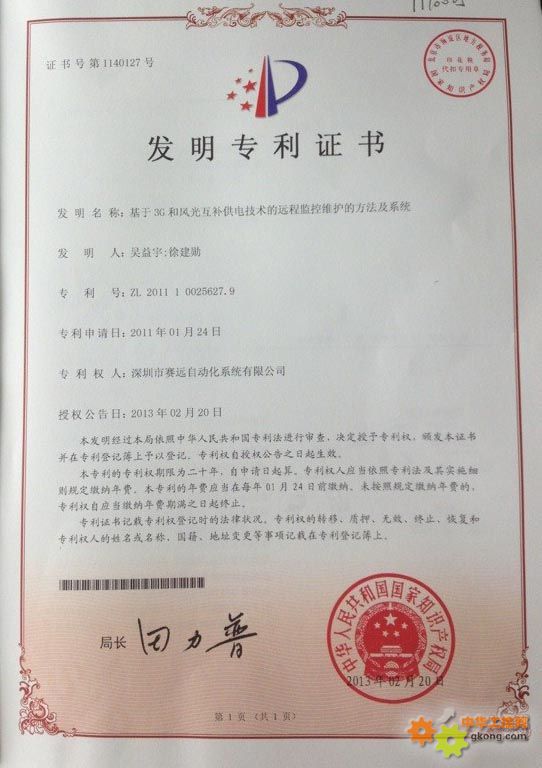 证书号第1140127号
国家知识产权局
印花税
代扣专用章
发明专利证书
发 明 名 称：基于3G和风光互补供电技术的远程监控维护的方法及系统
发 明 人：吴益宇;徐建勋
专 利 号：ZL 2011 1 0025627.9
专利申请日：2011年01月24日
专 利 权 人：深圳市赛远自动化系统有限公司
授权公告日：2013年02月20日
本发明经过本局依照中华人民共和国专利法进行审查，决定授予专利权，颁发本证书
并在专利登记簿上予以登记。专利权自授权公告之日起生效。
本专利的专利权期限为二十年，自申请日起算。专利权人应当依照专利法及其实施细
则规定缴纳年费。本专利的年费应当在每年01月24日前缴纳。未按照规定缴纳年费的，
专利权自应当缴纳年费期满之日起终止。
专利证书记载专利权登记时的法律状况。专利权的转移、质押、无效、终止、恢复和
专利权人的姓名或名称、国籍、地址变更等事项记载在专利登记簿上。
局长 田力普
中华人民共和国国家知识产权局
2013年02月20日
第1页（共1页）
中华工控网
gkong.com